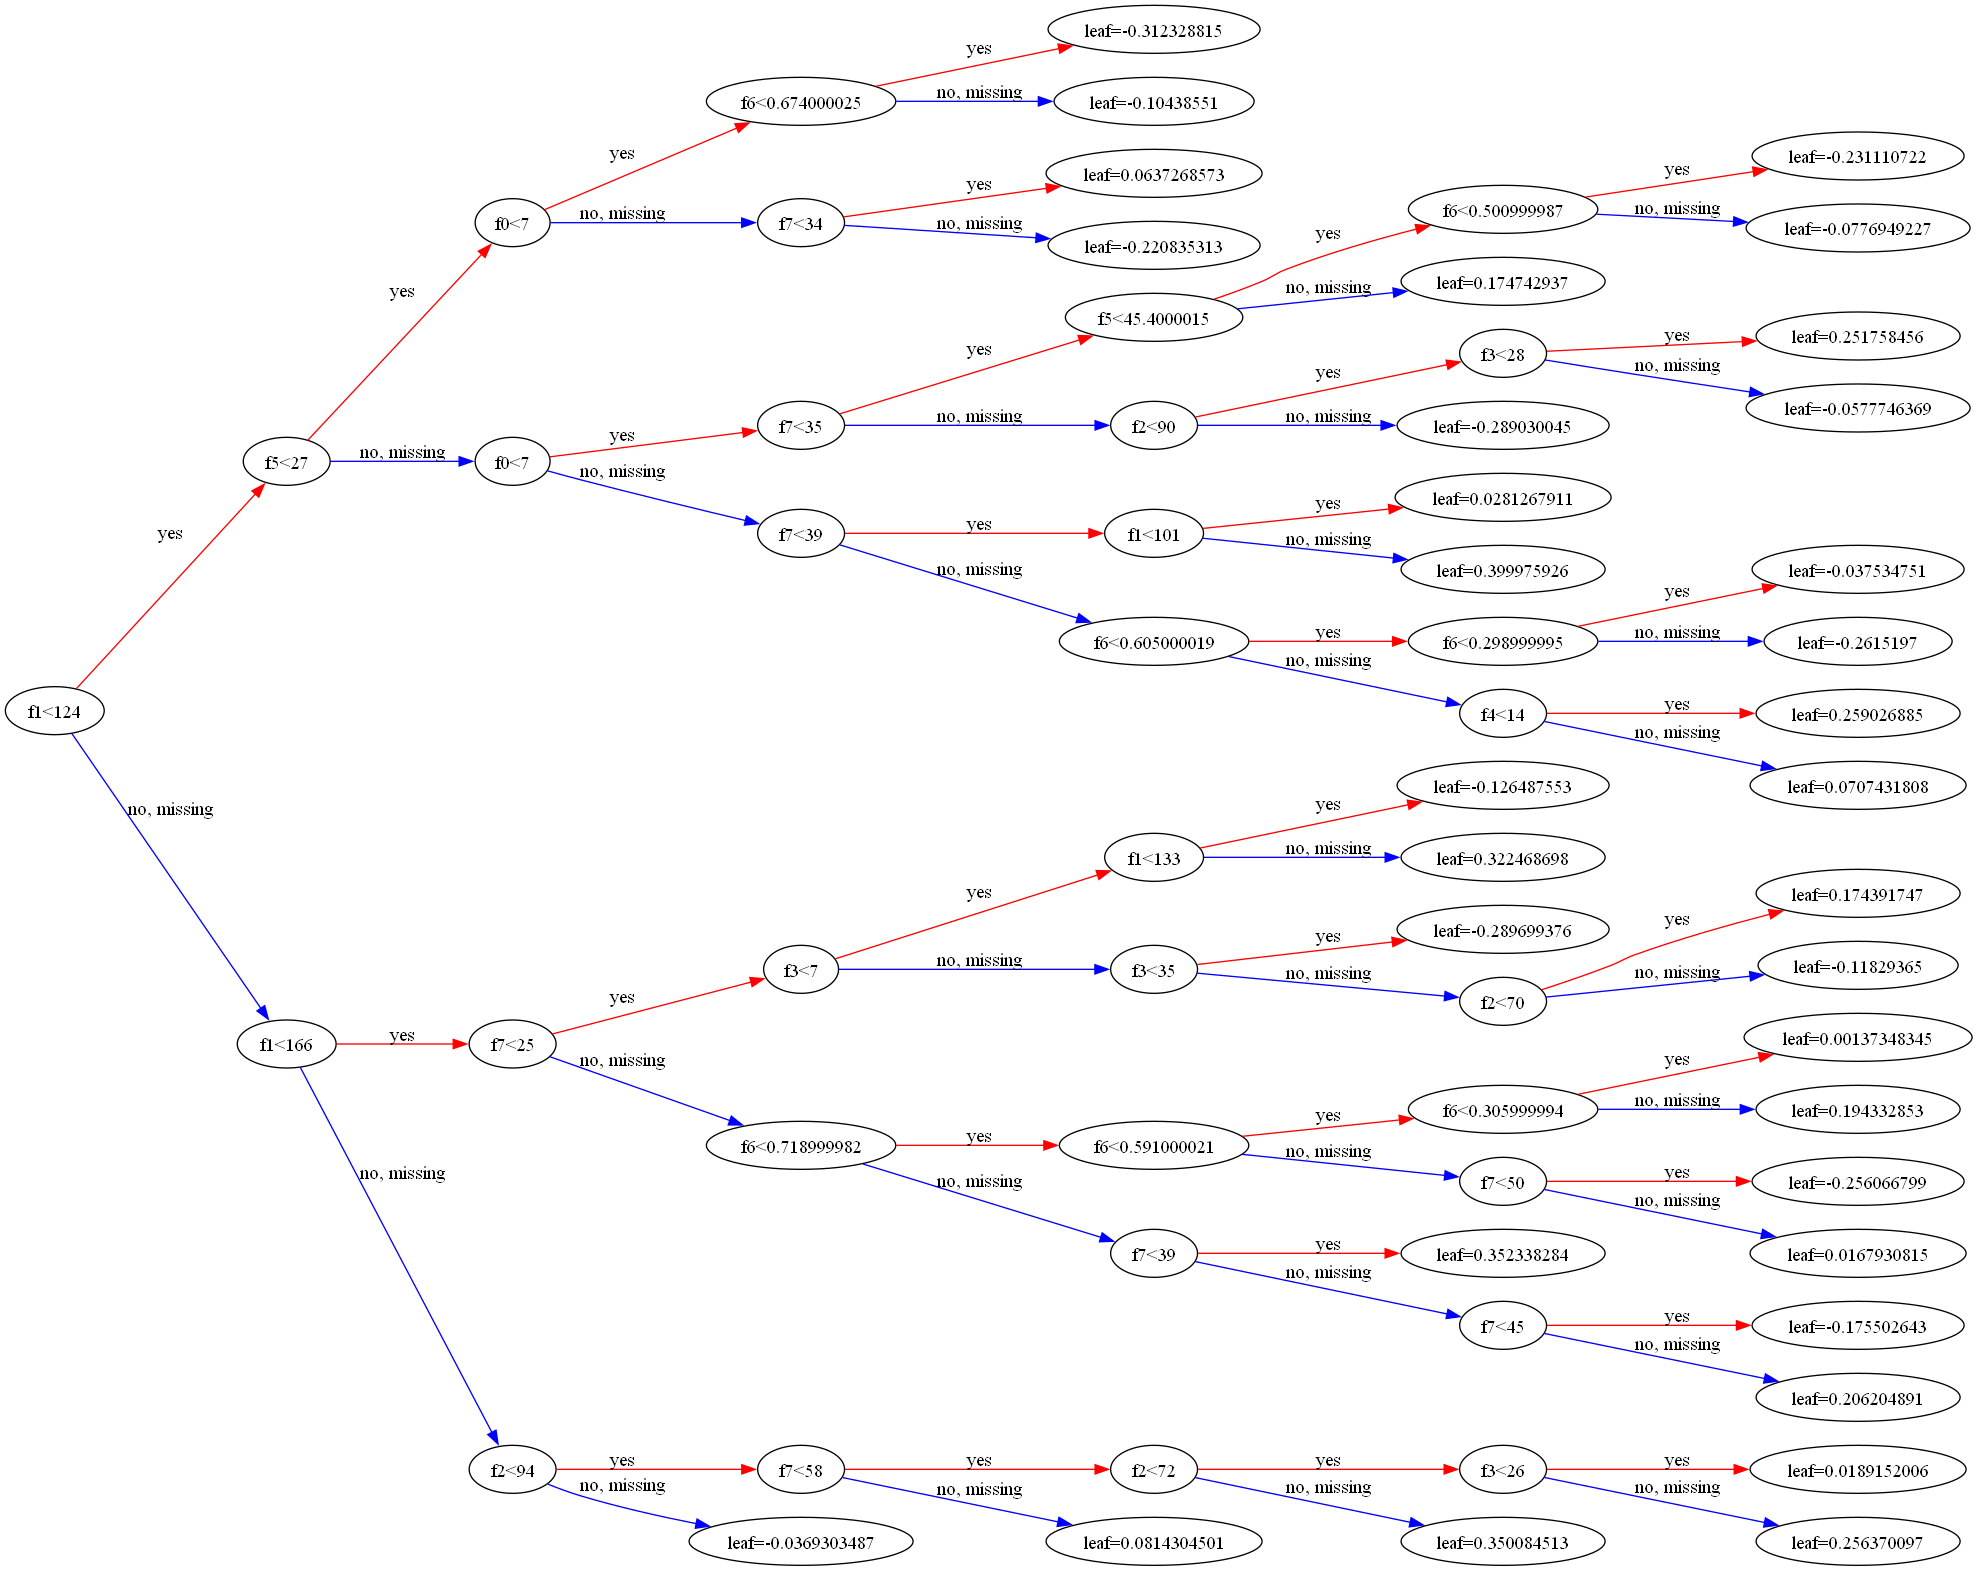 leaf=-0.312328815
yes
f6<0.674000025
no, missing
leaf=-0.10438551
yes
leaf=-0.231110722
yes
yes
leaf=0.0637268573
yes
f0<7
no, missing
f7<34
no, missing
leaf=-0.220835313
f6<0.500999987
no, missing
leaf=-0.0776949227
yes
yes
f5<45.4000015
no, missing
leaf=0.174742937
yes
yes
leaf=0.251758456
f3<28
no, missing
leaf=-0.0577746369
yes
f7<35
no, missing
f2<90
no, missing
leaf=-0.289030045
f5<27
no, missing
f0<7
yes
no, missing
yes
leaf=0.0281267911
yes
f7<39
yes
f1<101
no, missing
leaf=0.399975926
no, missing
yes
leaf=-0.037534751
f6<0.605000019
yes
f6<0.298999995
no, missing
leaf=-0.2615197
no, missing
f1<124
f4<14
yes
leaf=0.259026885
no, missing
leaf=0.0707431808
no, missing
yes
leaf=-0.126487553
yes
f1<133
no, missing
leaf=0.322468698
yes
leaf=0.174391747
yes
leaf=-0.289699376
yes
f3<7
no, missing
f3<35
no, missing
f2<70
no, missing
leaf=-0.11829365
f1<166
yes
f7<25
no, missing
yes
leaf=0.00137348345
yes
f6<0.305999994
no, missing
leaf=0.194332853
f6<0.718999982
yes
f6<0.591000021
no, missing
f7<50
yes
leaf=-0.256066799
no, missing
leaf=0.0167930815
no, missing
no, missing
f7<39
yes
leaf=0.352338284
no, missing
f7<45
yes
leaf=-0.175502643
no, missing
leaf=0.206204891
f2<94
yes
f7<58
yes
f2<72
yes
f3<26
yes
leaf=0.0189152006
no, missing
no, missing
no, missing
no, missing
leaf=-0.0369303487
leaf=0.0814304501
leaf=0.350084513
leaf=0.256370097